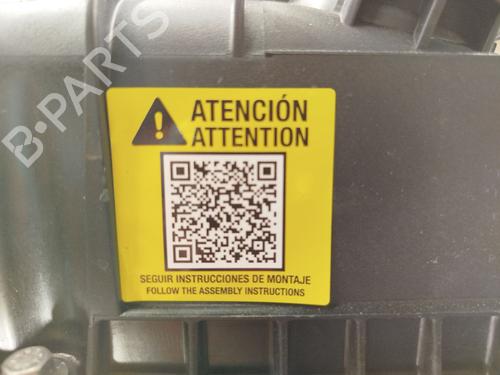 B-PARTS
ATENCIÓN
ATTENTION
SEGUIR INSTRUCCIONES DE MONTAJE
FOLLOW THE ASSEMBLY INSTRUCTIONS